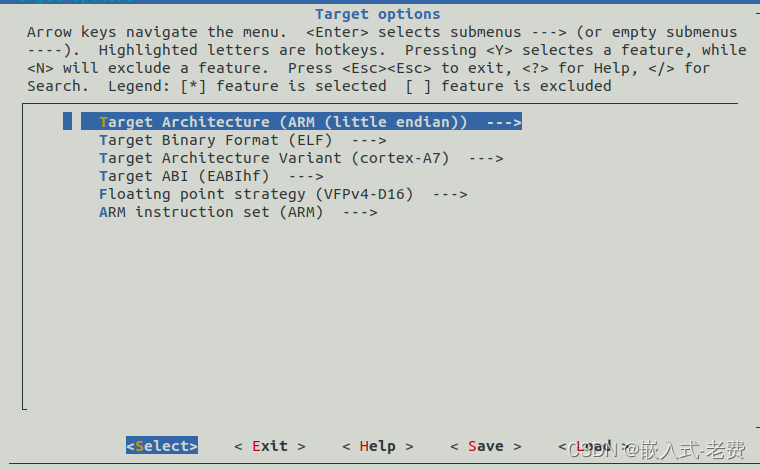 Target options
Arrow keys navigate the menu.  <Enter> selects submenus ---> (or empty submenus
----).  Highlighted letters are hotkeys.  Pressing <Y> selectes a feature, while
<N> will exclude a feature.  Press <Esc><Esc> to exit, <?> for Help, </> for
Search.  Legend: [*] feature is selected  [ ] feature is excluded
Target Architecture (ARM (little endian))  --->
Target Binary Format (ELF)  --->
Target Architecture Variant (cortex-A7)  --->
Target ABI (EABIhf)  --->
Floating point strategy (VFPv4-D16)  --->
ARM instruction set (ARM)  --->
<Select>    < Exit >    < Help >    < Save >    < Load >
CSDN @嵌入式-老费